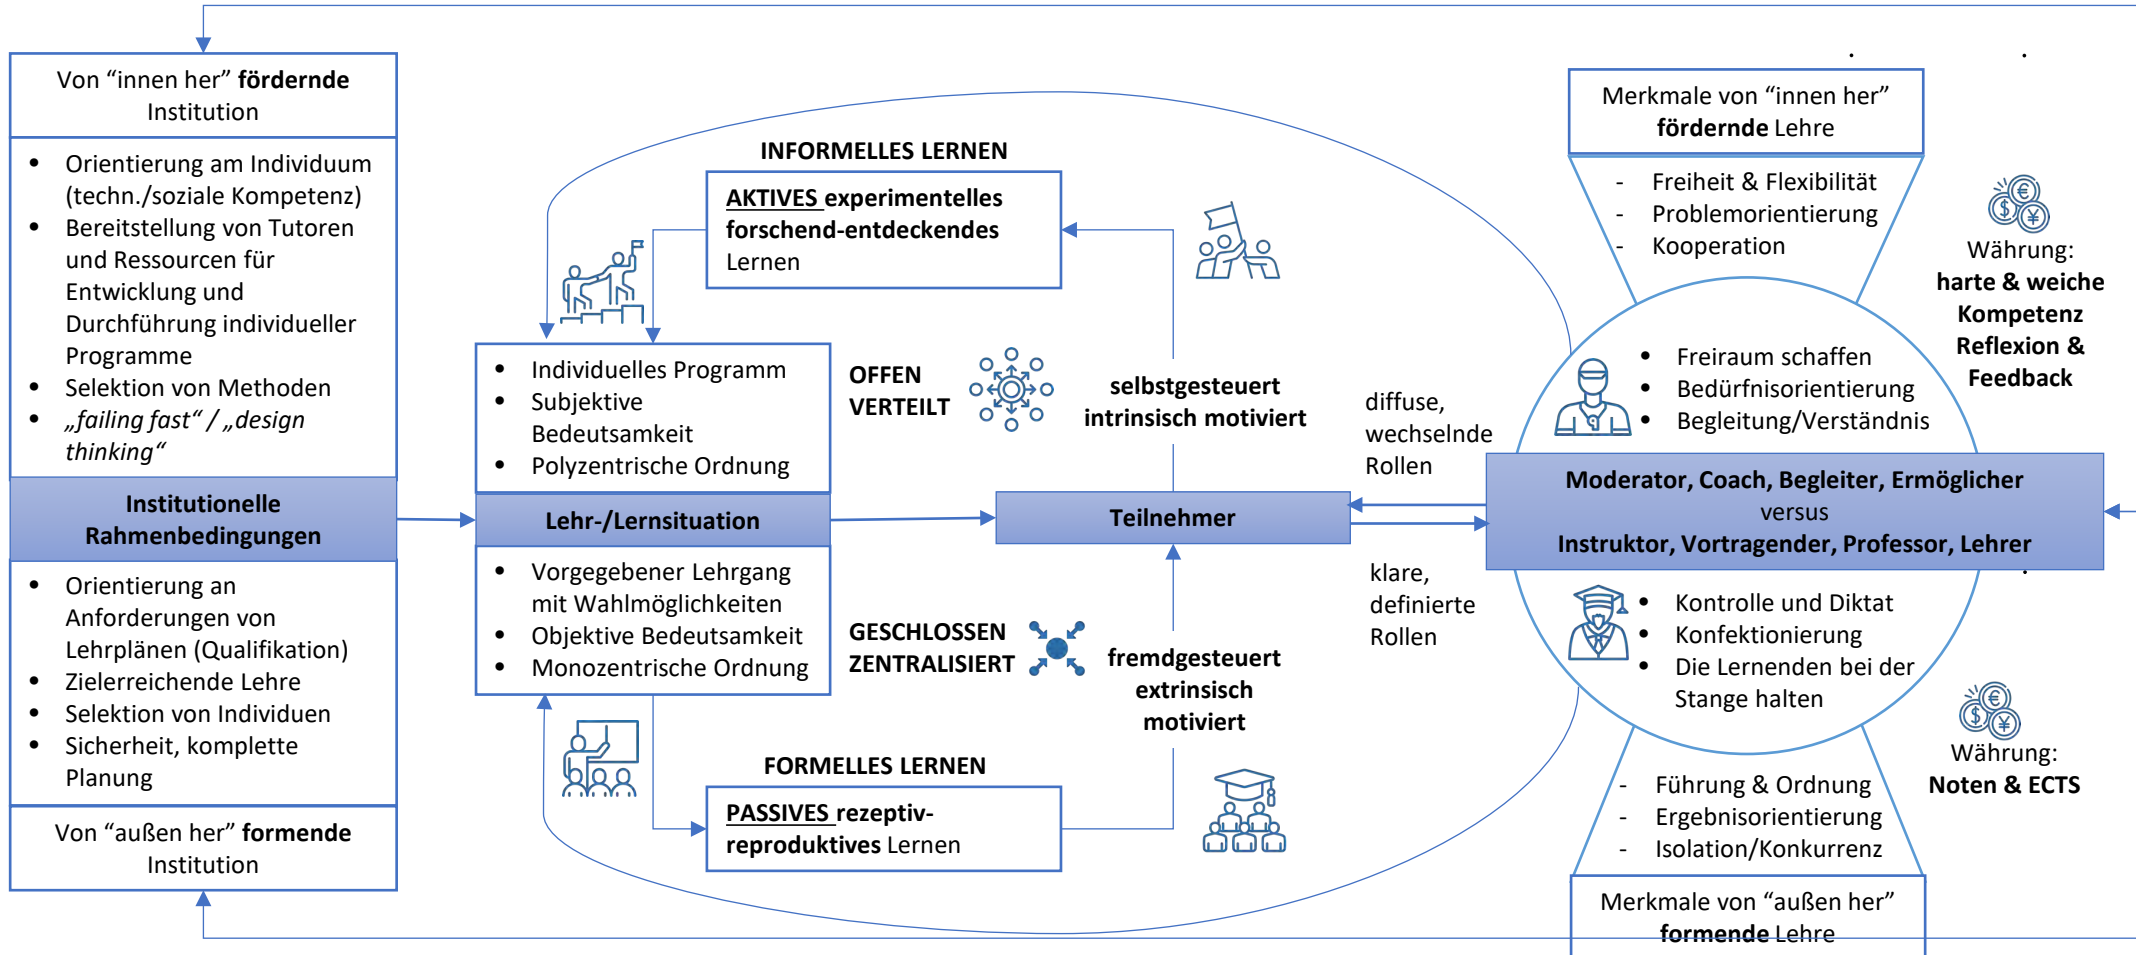 Von “innen her” fördernde
Institution
• Orientierung am Individuum
(techn./soziale Kompetenz)
• Bereitstellung von Tutoren
und Ressourcen für
Entwicklung und
Durchführung individueller
Programme
• Selektion von Methoden
• „failing fast“ / „design
thinking“
Institutionelle
Rahmenbedingungen
• Orientierung an
Anforderungen von
Lehrplänen (Qualifikation)
• Zielerreichende Lehre
• Selektion von Individuen
• Sicherheit, komplette
Planung
Von “außen her” formende
Institution
INFORMELLES LERNEN
AKTIVES experimentelles
forschend-entdeckendes
Lernen
• Individuelles Programm
• Subjektive
Bedeutsamkeit
• Polyzentrische Ordnung
OFFEN
VERTEILT
Lehr-/Lernsituation
• Vorgegebener Lehrgang
mit Wahlmöglichkeiten
• Objektive Bedeutsamkeit
• Monozentrische Ordnung
GESCHLOSSEN
ZENTRALISIERT
FORMELLES LERNEN
PASSIVES rezeptiv-
reproduktives Lernen
selbstgesteuert
intrinsisch motiviert
Teilnehmer
fremdgesteuert
extrinsisch
motiviert
diffuse,
wechselnde
Rollen
klare,
definierte
Rollen
Merkmale von “innen her”
fördernde Lehre
- Freiheit & Flexibilität
- Problemorientierung
- Kooperation
• Freiraum schaffen
• Bedürfnisorientierung
• Begleitung/Verständnis
Moderator, Coach, Begleiter, Ermöglicher
versus
Instruktor, Vortragender, Professor, Lehrer
• Kontrolle und Diktat
• Konfektionierung
• Die Lernenden bei der
Stange halten
- Führung & Ordnung
- Ergebnisorientierung
- Isolation/Konkurrenz
Merkmale von “außen her”
formende Lehre
$ € ¥
Währung:
harte & weiche
Kompetenz
Reflexion &
Feedback
$ € ¥
Währung:
Noten & ECTS